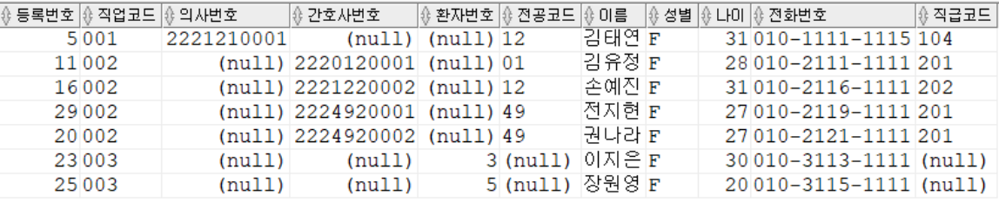 등록번호 직업코드 의사번호 간호사번호 환자번호 전공코드 이름 성별 나이 전화번호 직급코드
5 001 2221210001 (null) (null) 12 김태연 F 31 010-1111-1115 104
11 002 (null) 2220120001 (null) 01 김유정 F 28 010-2111-1111 201
16 002 (null) 2221220002 (null) 12 손예진 F 31 010-2116-1111 202
29 002 (null) 2224920001 (null) 49 전지현 F 27 010-2119-1111 201
20 002 (null) 2224920002 (null) 49 권나라 F 27 010-2121-1111 201
23 003 (null) (null) 3 (null) 이지은 F 30 010-3113-1111 (null)
25 003 (null) (null) 5 (null) 장원영 F 20 010-3115-1111 (null)